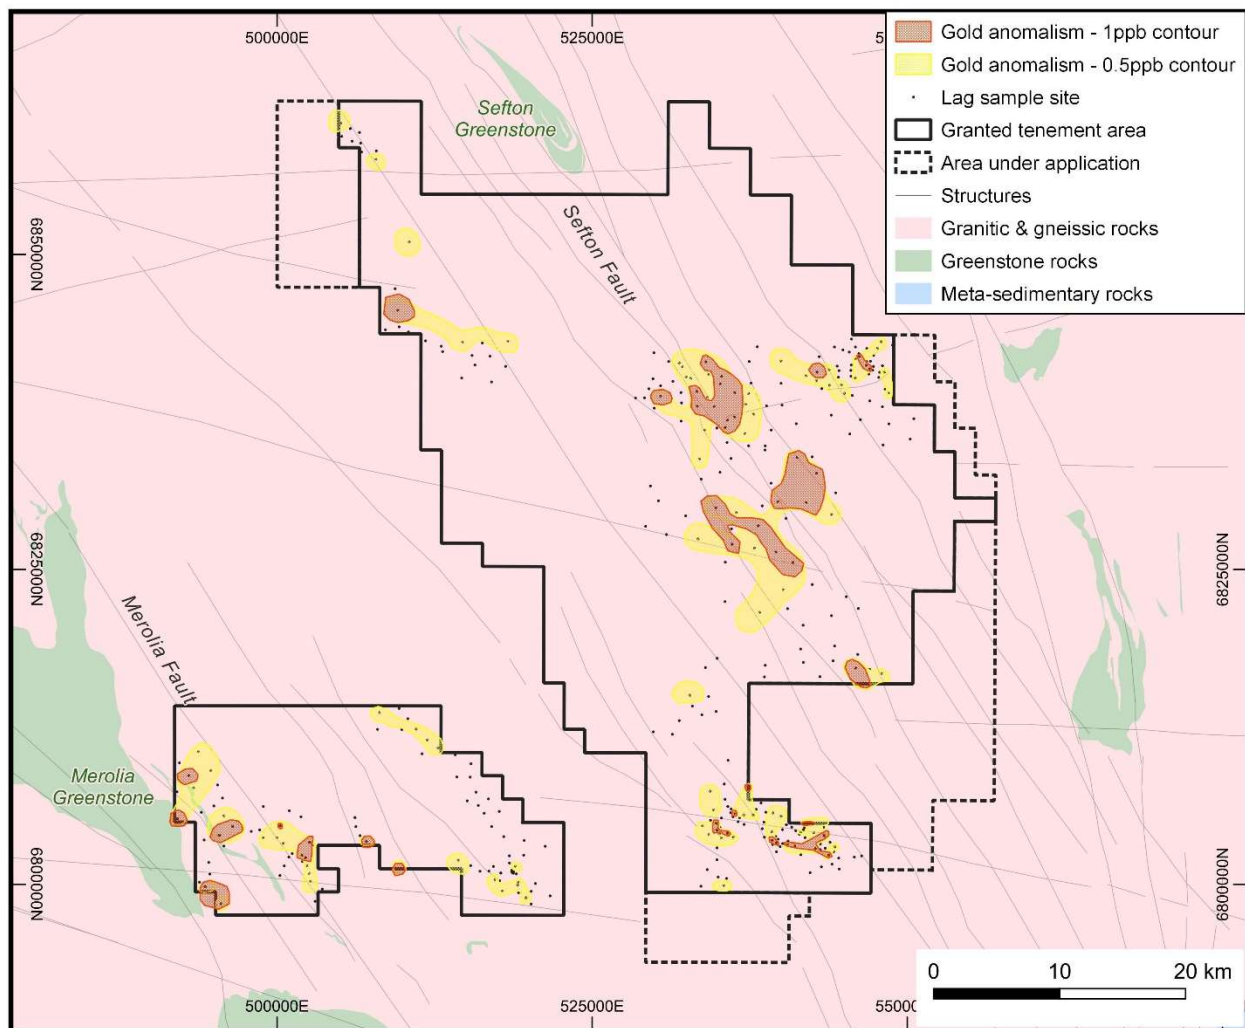 500000E
525000E
5
Gold anomalism - 1ppb contour
Gold anomalism - 0.5ppb contour
Lag sample site
Granted tenement area
Area under application
Structures
Granitic & gneissic rocks
Greenstone rocks
Meta-sedimentary rocks
Sefton
Greenstone
Sefton Fault
6850000N
6825000N
6825000N
Merolia Fault
Merolia
Greenstone
6800000N
6800000N
0 10 20 km
500000E
525000E
550000E